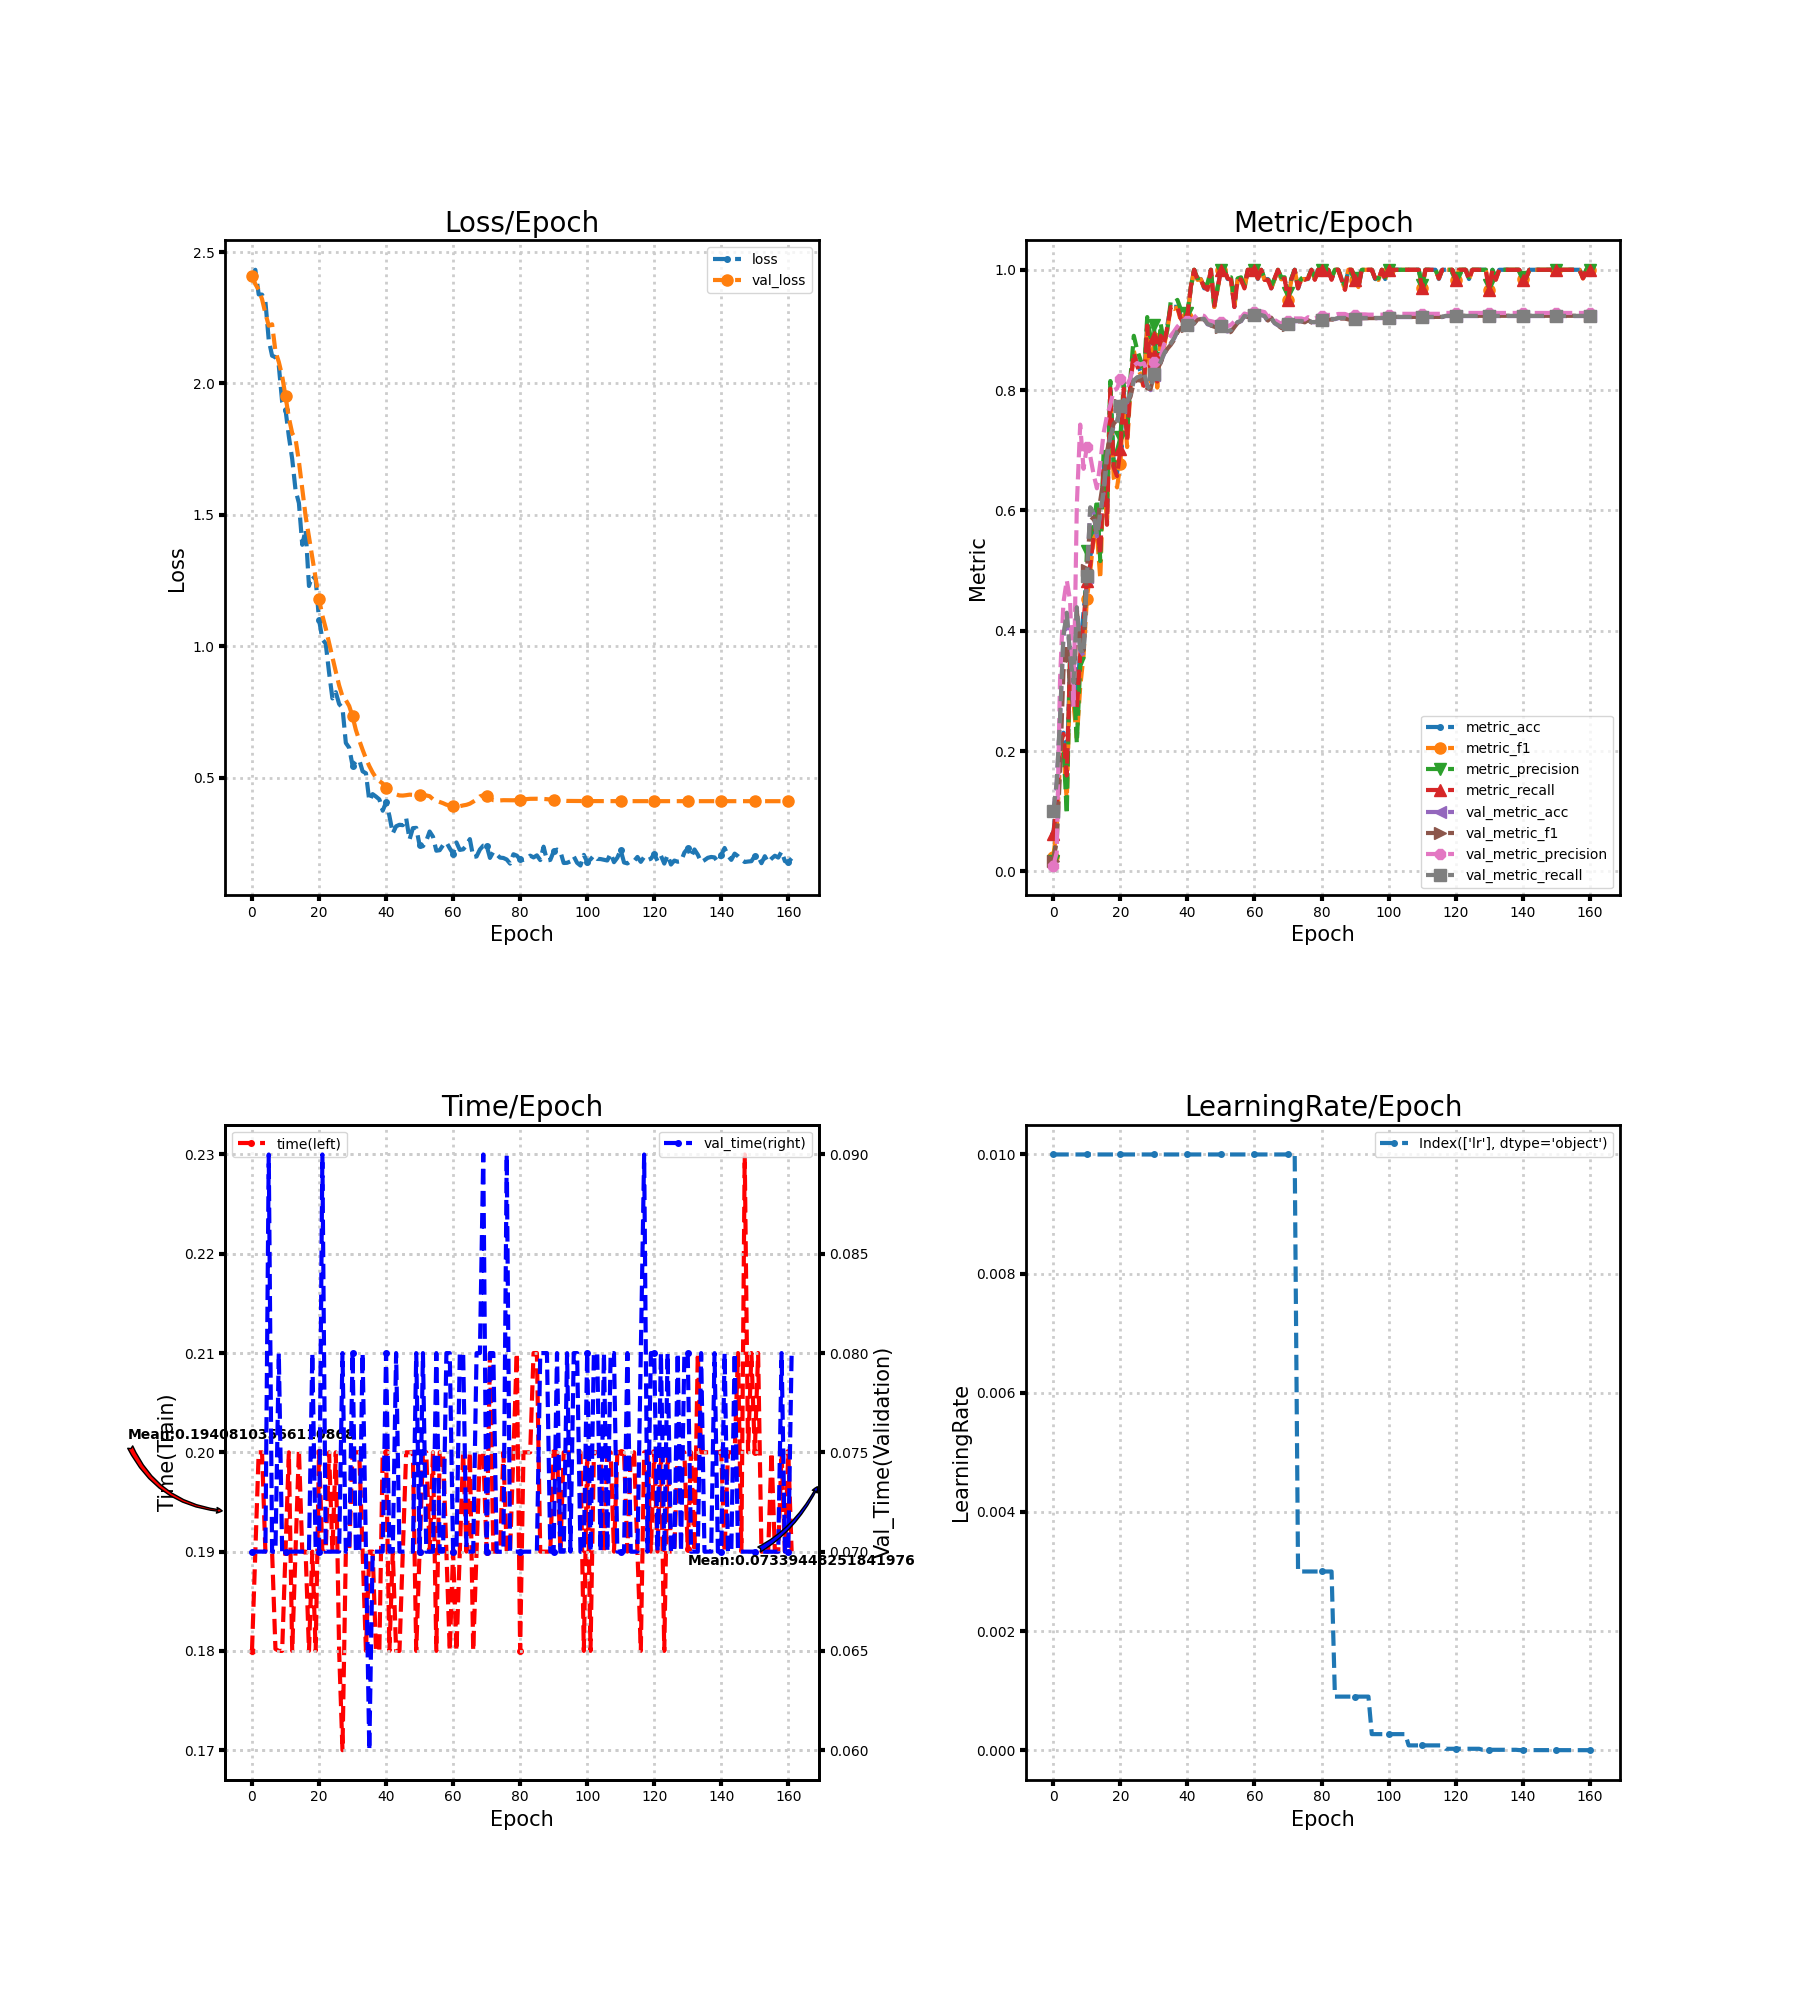 Loss/Epoch
2.5
2.0
1.5
1.0
0.5
Loss
loss
val_loss
0 20 40 60 80 100 120 140 160
Epoch
Metric/Epoch
1.0
0.8
0.6
0.4
0.2
0.0
Metric
metric_acc
metric_f1
metric_precision
metric_recall
val_metric_acc
val_metric_f1
val_metric_precision
val_metric_recall
0 20 40 60 80 100 120 140 160
Epoch
Time/Epoch
time(left)
val_time(right)
0.23
0.22
0.21
0.20
0.19
0.18
0.17
Time(Train)
0.090
0.085
0.080
0.075
0.070
0.065
0.060
Val_Time(Validation)
Mean:0.07339448251841976
0 20 40 60 80 100 120 140 160
Epoch
LearningRate/Epoch
Index(['lr'], dtype='object')
0.010
0.008
0.006
0.004
0.002
0.000
LearningRate
0 20 40 60 80 100 120 140 160
Epoch